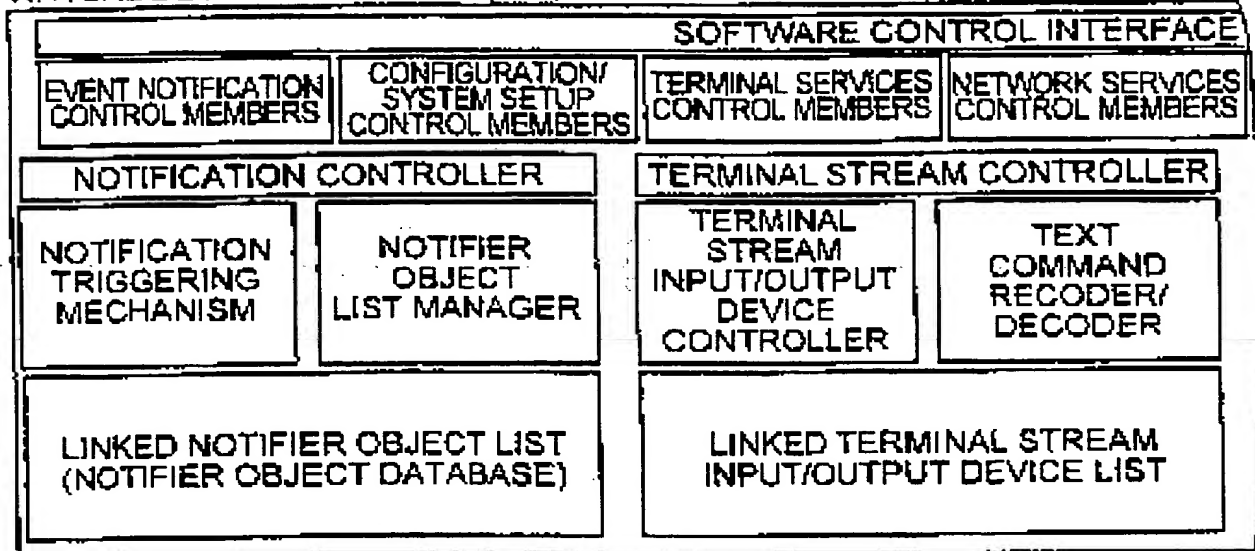 SOFTWARE CONTROL INTERFACE
EVENT NOTIFICATION
CONTROL MEMBERS
CONFIGURATION/
SYSTEM SETUP
CONTROL MEMBERS
TERMINAL SERVICES
CONTROL MEMBERS
NETWORK SERVICES
CONTROL MEMBERS
NOTIFICATION CONTROLLER
TERMINAL STREAM CONTROLLER
NOTIFICATION
TRIGGERING
MECHANISM
NOTIFIER
OBJECT
LIST MANAGER
TERMINAL
STREAM
INPUT/OUTPUT
DEVICE
CONTROLLER
TEXT
COMMAND
RECODER/
DECODER
LINKED NOTIFIER OBJECT LIST
(NOTIFIER OBJECT DATABASE)
LINKED TERMINAL STREAM
INPUT/OUTPUT DEVICE LIST